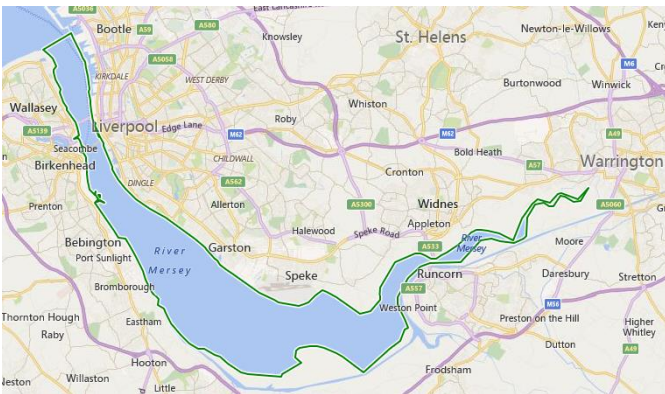 A5036
East Lancashire Road
Bootle
A59
A580
Knowsley
St. Helens
Newton-le-Willows
A5058
M6
KIRKDALE
WEST DERBY
Burtonwood
Winwick
Wallasey
Whiston
Roby
Liverpool
Edge Lane
A5139
M62
M62
A49
Seacombe
Bold Heath
CHILDWALL
A57
Warrington
Birkenhead
Cronton
DINGLE
A562
Prenton
Allerton
A5300
Widnes
A5060
Appleton
Halewood
Speke Road
Bebington
River
Mersey
Garston
A533
River
Mersey
Moore
Port Sunlight
Speke
Runcorn
Daresbury
Stretton
Bromborough
A557
M56
Weston Point
Thornton Hough
Eastham
Preston on the Hill
Higher
Whitley
Raby
Dutton
A49
Hooton
Frodsham
Neston
Willaston
Little